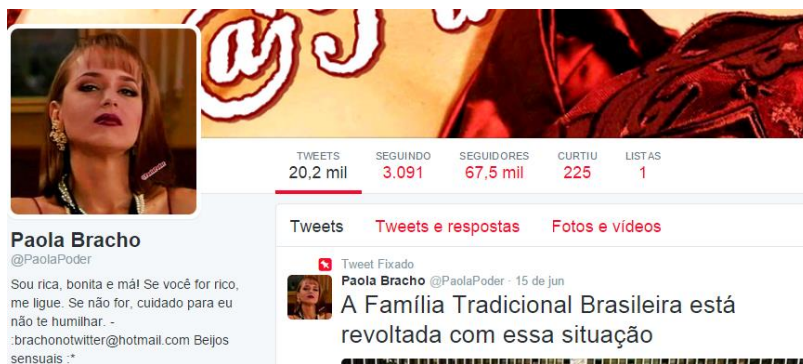 TWEETS SEGUINDO SEGUIDORES CURTIU LISTAS
20,2 mil 3.091 67,5 mil 225 1
Paola Bracho
@PaolaPoder
Sou rica, bonita e má! Se você for rico,
me ligue. Se não for, cuidado para eu
não te humilhar. -
:brachonotwitter@hotmail.com Beijos
sensuais :*
Tweets Tweets e respostas Fotos e vídeos
Tweet Fixado
Paola Bracho @PaolaPoder · 15 de jun
A Família Tradicional Brasileira está
revoltada com essa situação